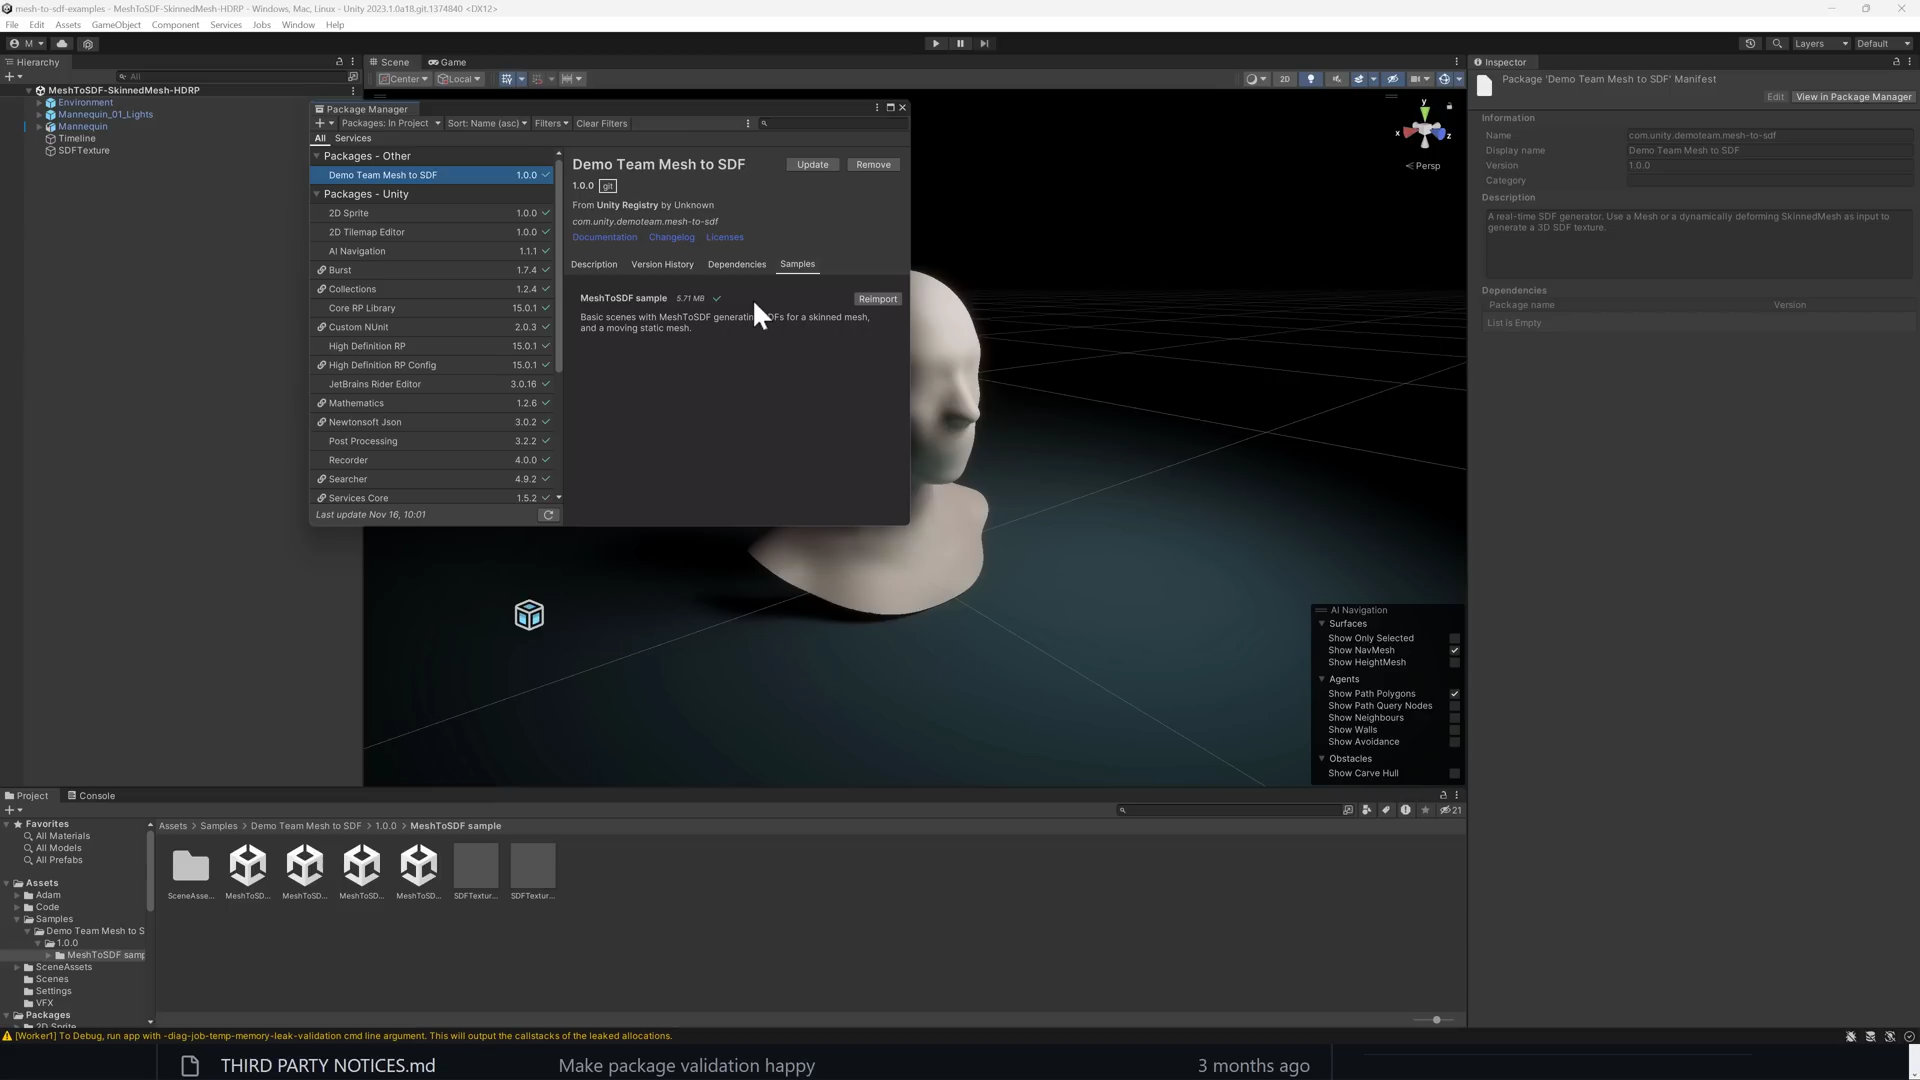 mesh-to-sdf-examples - MeshToSDF-SkinnedMesh-HDRP - Windows, Mac, Linux - Unity 2023.1.0a18.git.1374840 <DX12>
File Edit Assets GameObject Component Services Jobs Window Help
M
Layers Default
Hierarchy
All
MeshToSDF-SkinnedMesh-HDRP
Environment
Mannequin_01_Lights
Mannequin
Timeline
SDFTexture
Scene Game
Center Local
2D
y
x z
Persp
Package Manager
Packages: In Project Sort: Name (asc) Filters Clear Filters
All Services
Packages - Other
Demo Team Mesh to SDF 1.0.0
Packages - Unity
2D Sprite 1.0.0
2D Tilemap Editor 1.0.0
AI Navigation 1.1.1
Burst 1.7.4
Collections 1.2.4
Core RP Library 15.0.1
Custom NUnit 2.0.3
High Definition RP 15.0.1
High Definition RP Config 15.0.1
JetBrains Rider Editor 3.0.16
Mathematics 1.2.6
Newtonsoft Json 3.0.2
Post Processing 3.2.2
Recorder 4.0.0
Searcher 4.9.2
Services Core 1.5.2
Last update Nov 16, 10:01
Demo Team Mesh to SDF Update Remove
1.0.0 git
From Unity Registry by Unknown
com.unity.demoteam.mesh-to-sdf
Documentation Changelog Licenses
Description Version History Dependencies Samples
MeshToSDF sample 5.71 MB Reimport
Basic scenes with MeshToSDF generating SDFs for a skinned mesh,
and a moving static mesh.
AI Navigation
Surfaces
Show Only Selected
Show NavMesh
Show HeightMesh
Agents
Show Path Polygons
Show Path Query Nodes
Show Neighbours
Show Walls
Show Avoidance
Obstacles
Show Carve Hull
Inspector
Package 'Demo Team Mesh to SDF' Manifest
Edit View in Package Manager
Information
Name com.unity.demoteam.mesh-to-sdf
Display name Demo Team Mesh to SDF
Version 1.0.0
Category
Description
A real-time SDF generator. Use a Mesh or a dynamically deforming SkinnedMesh as input to
generate a 3D SDF texture.
Dependencies
Package name Version
List is Empty
Project Console
21
Favorites
All Materials
All Models
All Prefabs
Assets
Adam
Code
Samples
Demo Team Mesh to S
1.0.0
MeshToSDF samp
SceneAssets
Scenes
Settings
VFX
Packages
2D Sprite
Assets > Samples > Demo Team Mesh to SDF > 1.0.0 > MeshToSDF sample
SceneAsse... MeshToSD... MeshToSD... MeshToSD... MeshToSD... SDFTextur... SDFTextur...
[Worker1] To Debug, run app with -diag-job-temp-memory-leak-validation cmd line argument. This will output the callstacks of the leaked allocations.
THIRD PARTY NOTICES.md Make package validation happy 3 months ago